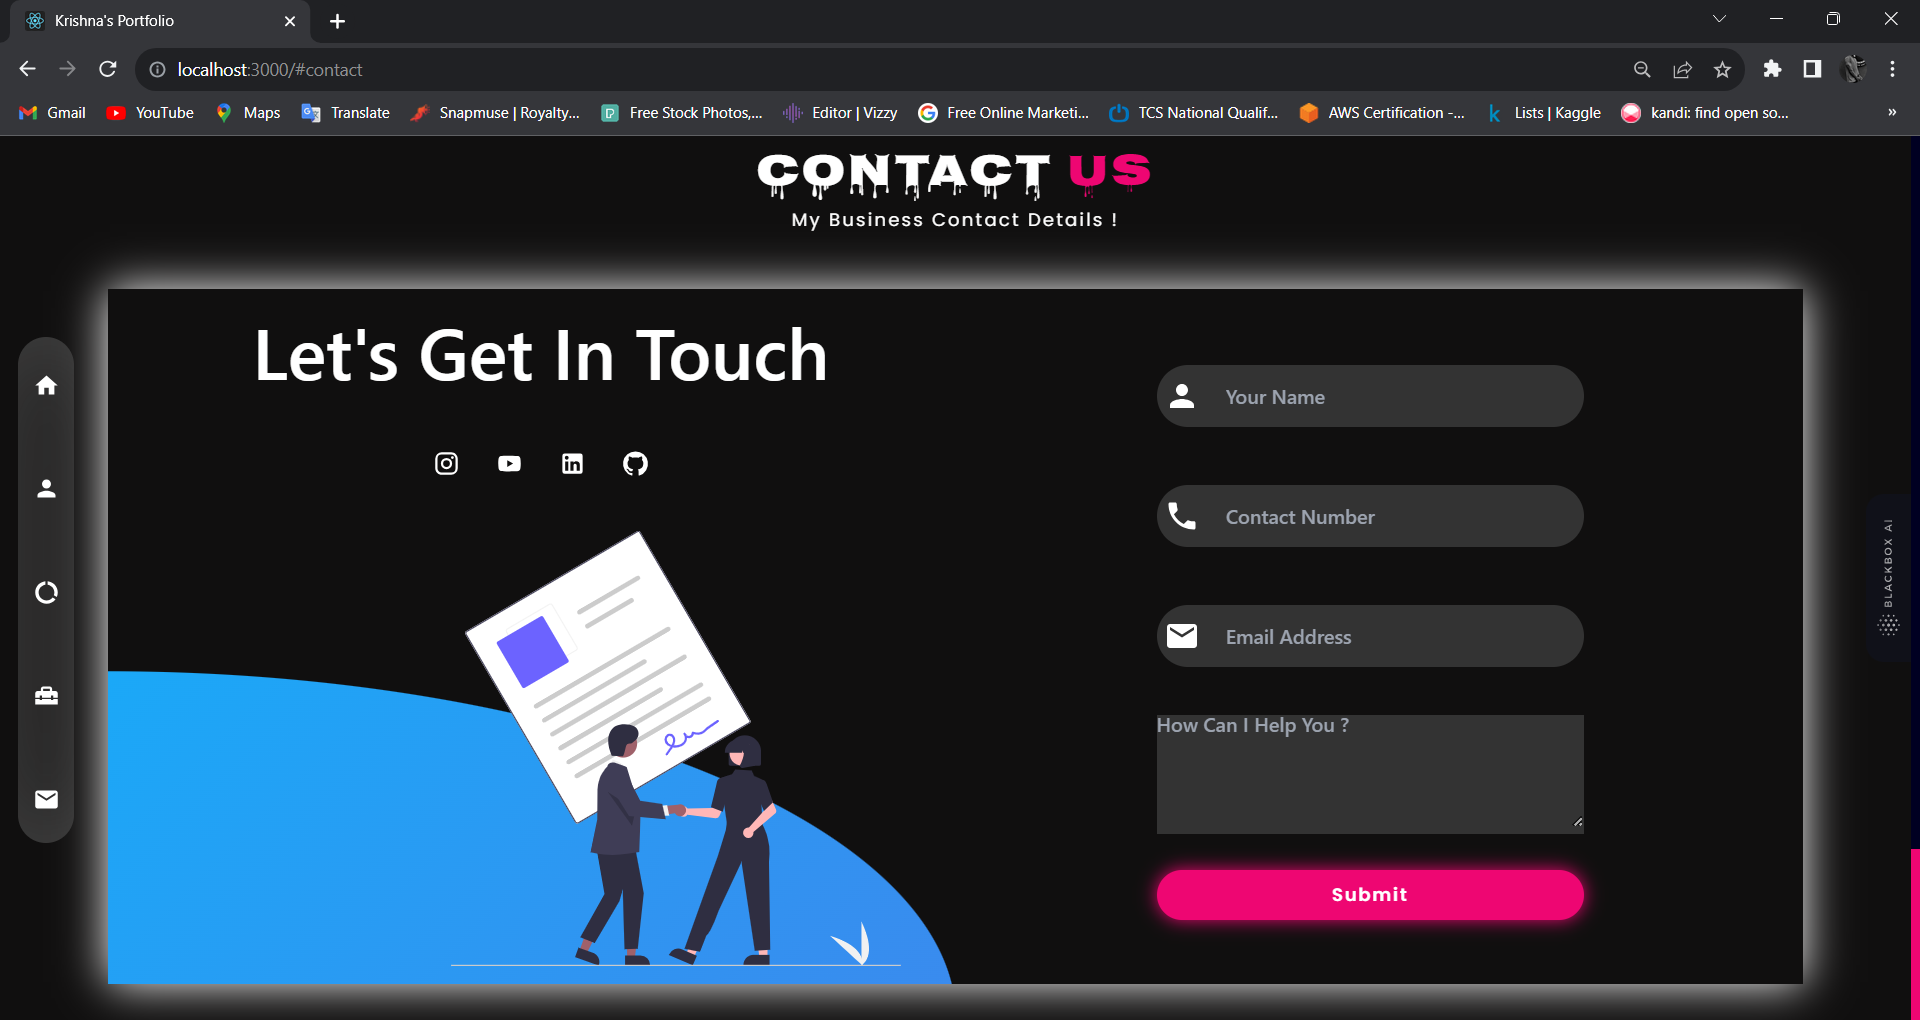 Krishna's Portfolio
localhost:3000/#contact
Gmail YouTube Maps Translate Snapmuse | Royalty... Free Stock Photos,... Editor | Vizzy Free Online Marketi... TCS National Qualif... AWS Certification -... Lists | Kaggle kandi: find open so... »
CONTACT US
My Business Contact Details !
Let's Get In Touch
Your Name
Contact Number
Email Address
How Can I Help You ?
Submit
BLACKBOX AI